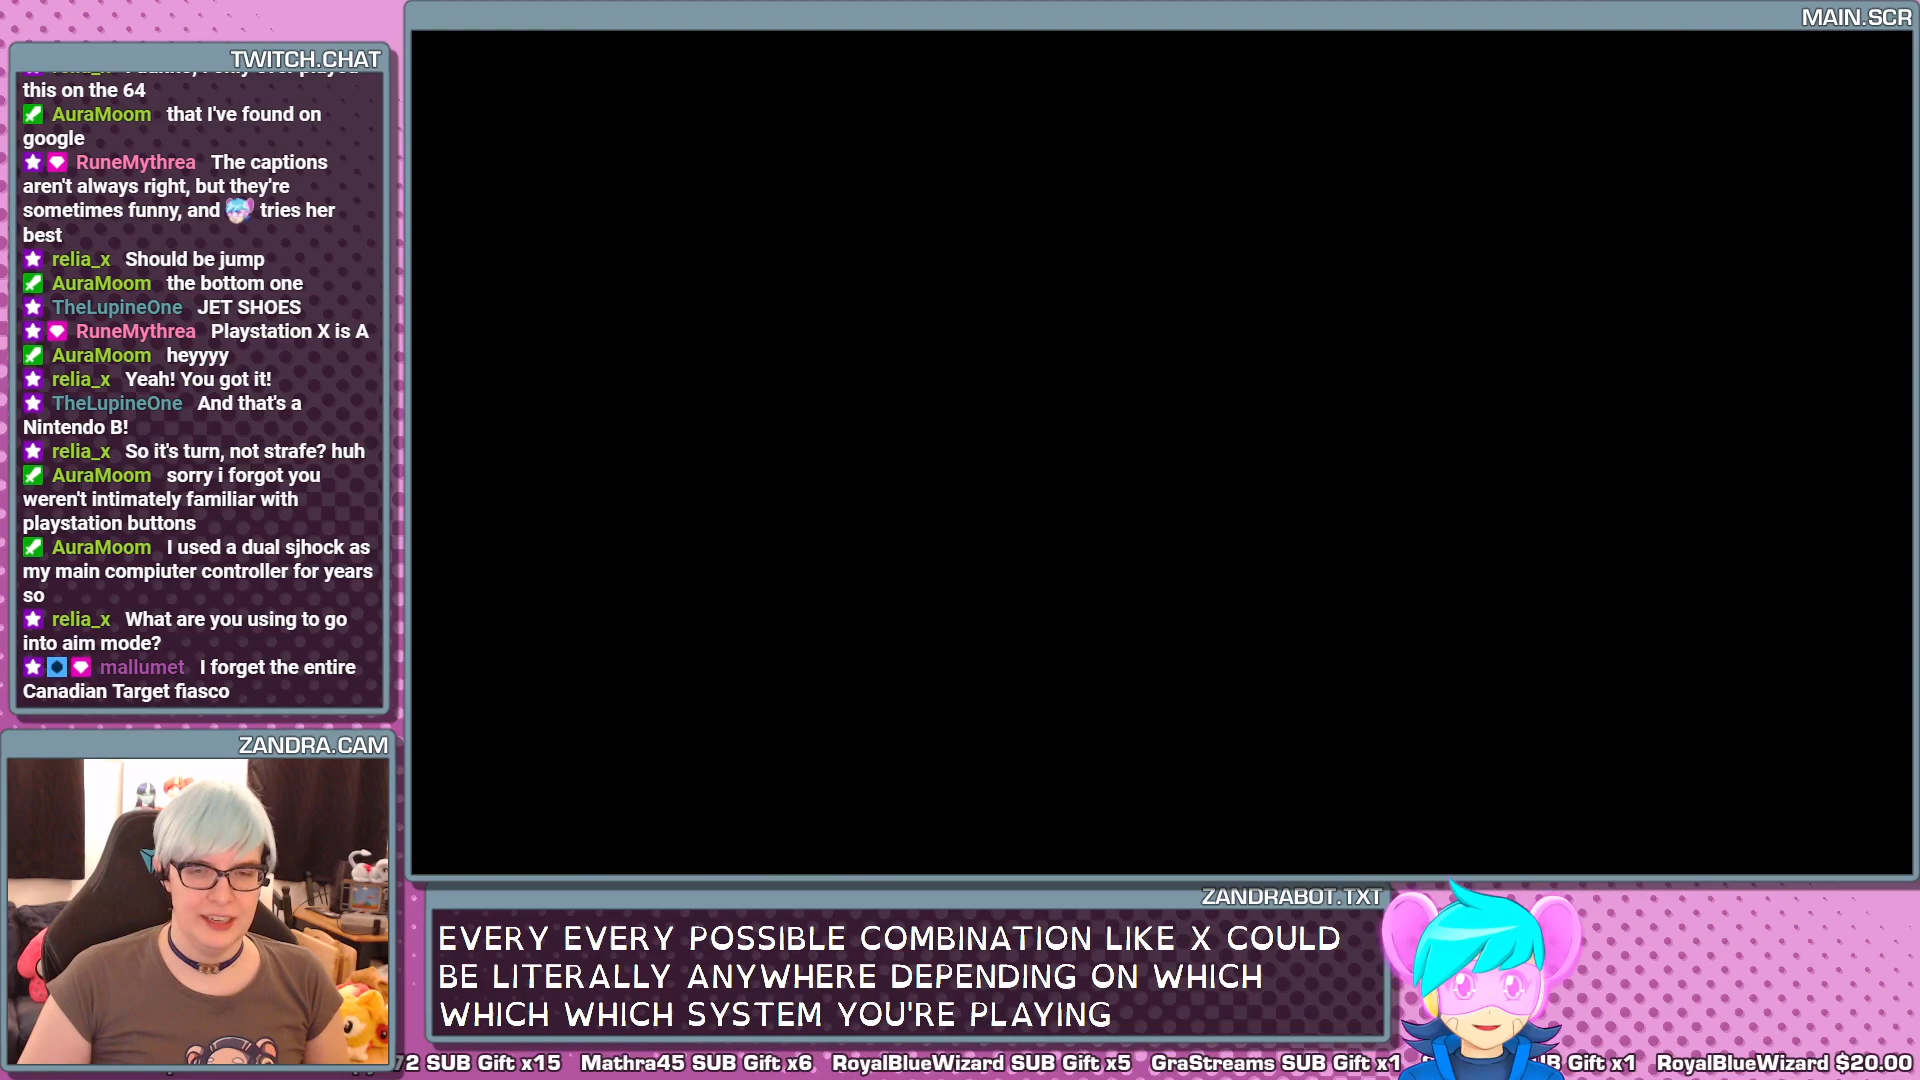 MAIN.SCR
TWITCH.CHAT
this on the 64
AuraMoom that I've found on
google
RuneMythrea The captions
aren't always right, but they're
sometimes funny, and tries her
best
relia_x Should be jump
AuraMoom the bottom one
TheLupineOne JET SHOES
RuneMythrea Playstation X is A
AuraMoom heyyyy
relia_x Yeah! You got it!
TheLupineOne And that's a
Nintendo B!
relia_x So it's turn, not strafe? huh
AuraMoom sorry i forgot you
weren't intimately familiar with
playstation buttons
AuraMoom I used a dual sjhock as
my main compiuter controller for years
so
relia_x What are you using to go
into aim mode?
mallumet I forget the entire
Canadian Target fiasco
ZANDRA.CAM
ZANDRABOT.TXT
EVERY EVERY POSSIBLE COMBINATION LIKE X COULD
BE LITERALLY ANYWHERE DEPENDING ON WHICH
WHICH WHICH SYSTEM YOU'RE PLAYING
72 SUB Gift x15 Mathra45 SUB Gift x6 RoyalBlueWizard SUB Gift x5 GraStreams SUB Gift x1 Gift x1 RoyalBlueWizard $20.00